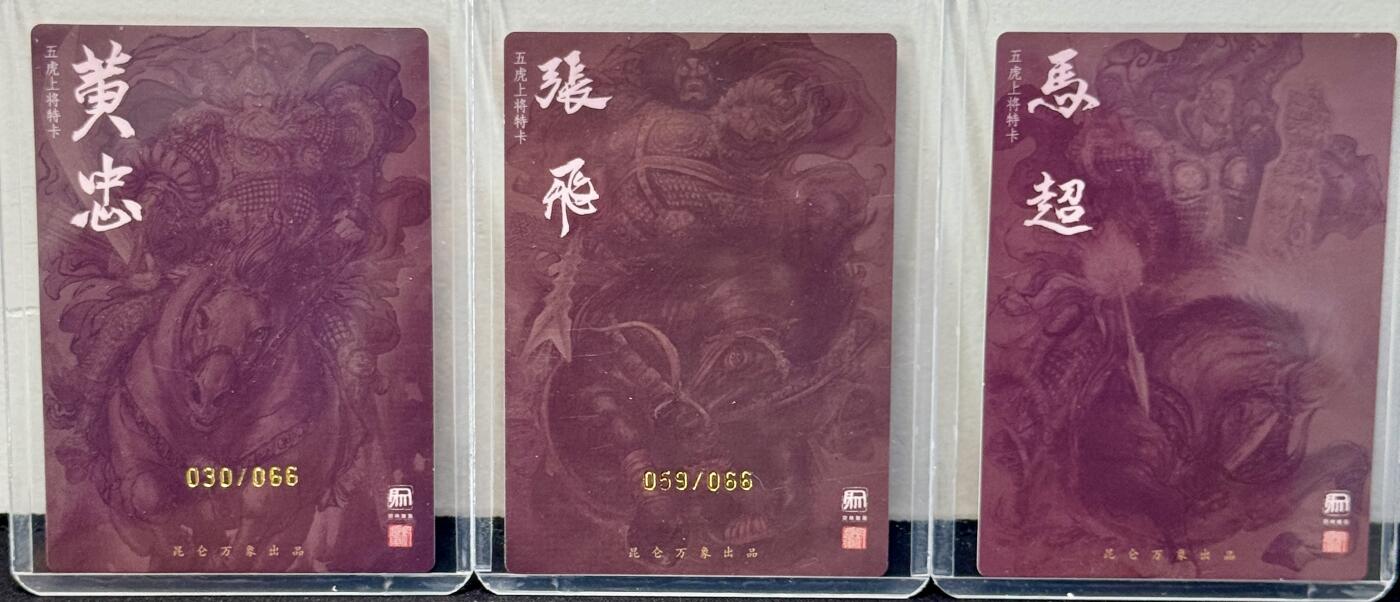 五虎上将特卡
黄忠
030/066
昆仑万象出品
五虎上将特卡
張飛
059/066
昆仑万象出品
五虎上将特卡
馬超
昆仑万象出品